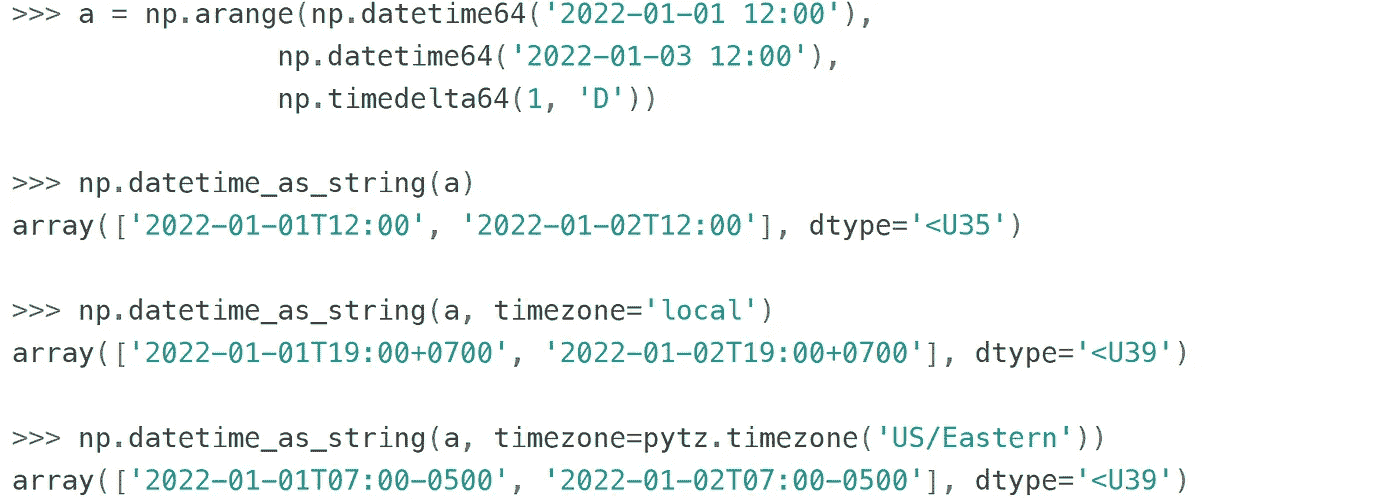 >>> a = np.arange(np.datetime64('2022-01-01 12:00'),
                np.datetime64('2022-01-03 12:00'),
                np.timedelta64(1, 'D'))
>>> np.datetime_as_string(a)
array(['2022-01-01T12:00', '2022-01-02T12:00'], dtype='<U35')
>>> np.datetime_as_string(a, timezone='local')
array(['2022-01-01T19:00+0700', '2022-01-02T19:00+0700'], dtype='<U39')
>>> np.datetime_as_string(a, timezone=pytz.timezone('US/Eastern'))
array(['2022-01-01T07:00-0500', '2022-01-02T07:00-0500'], dtype='<U39')